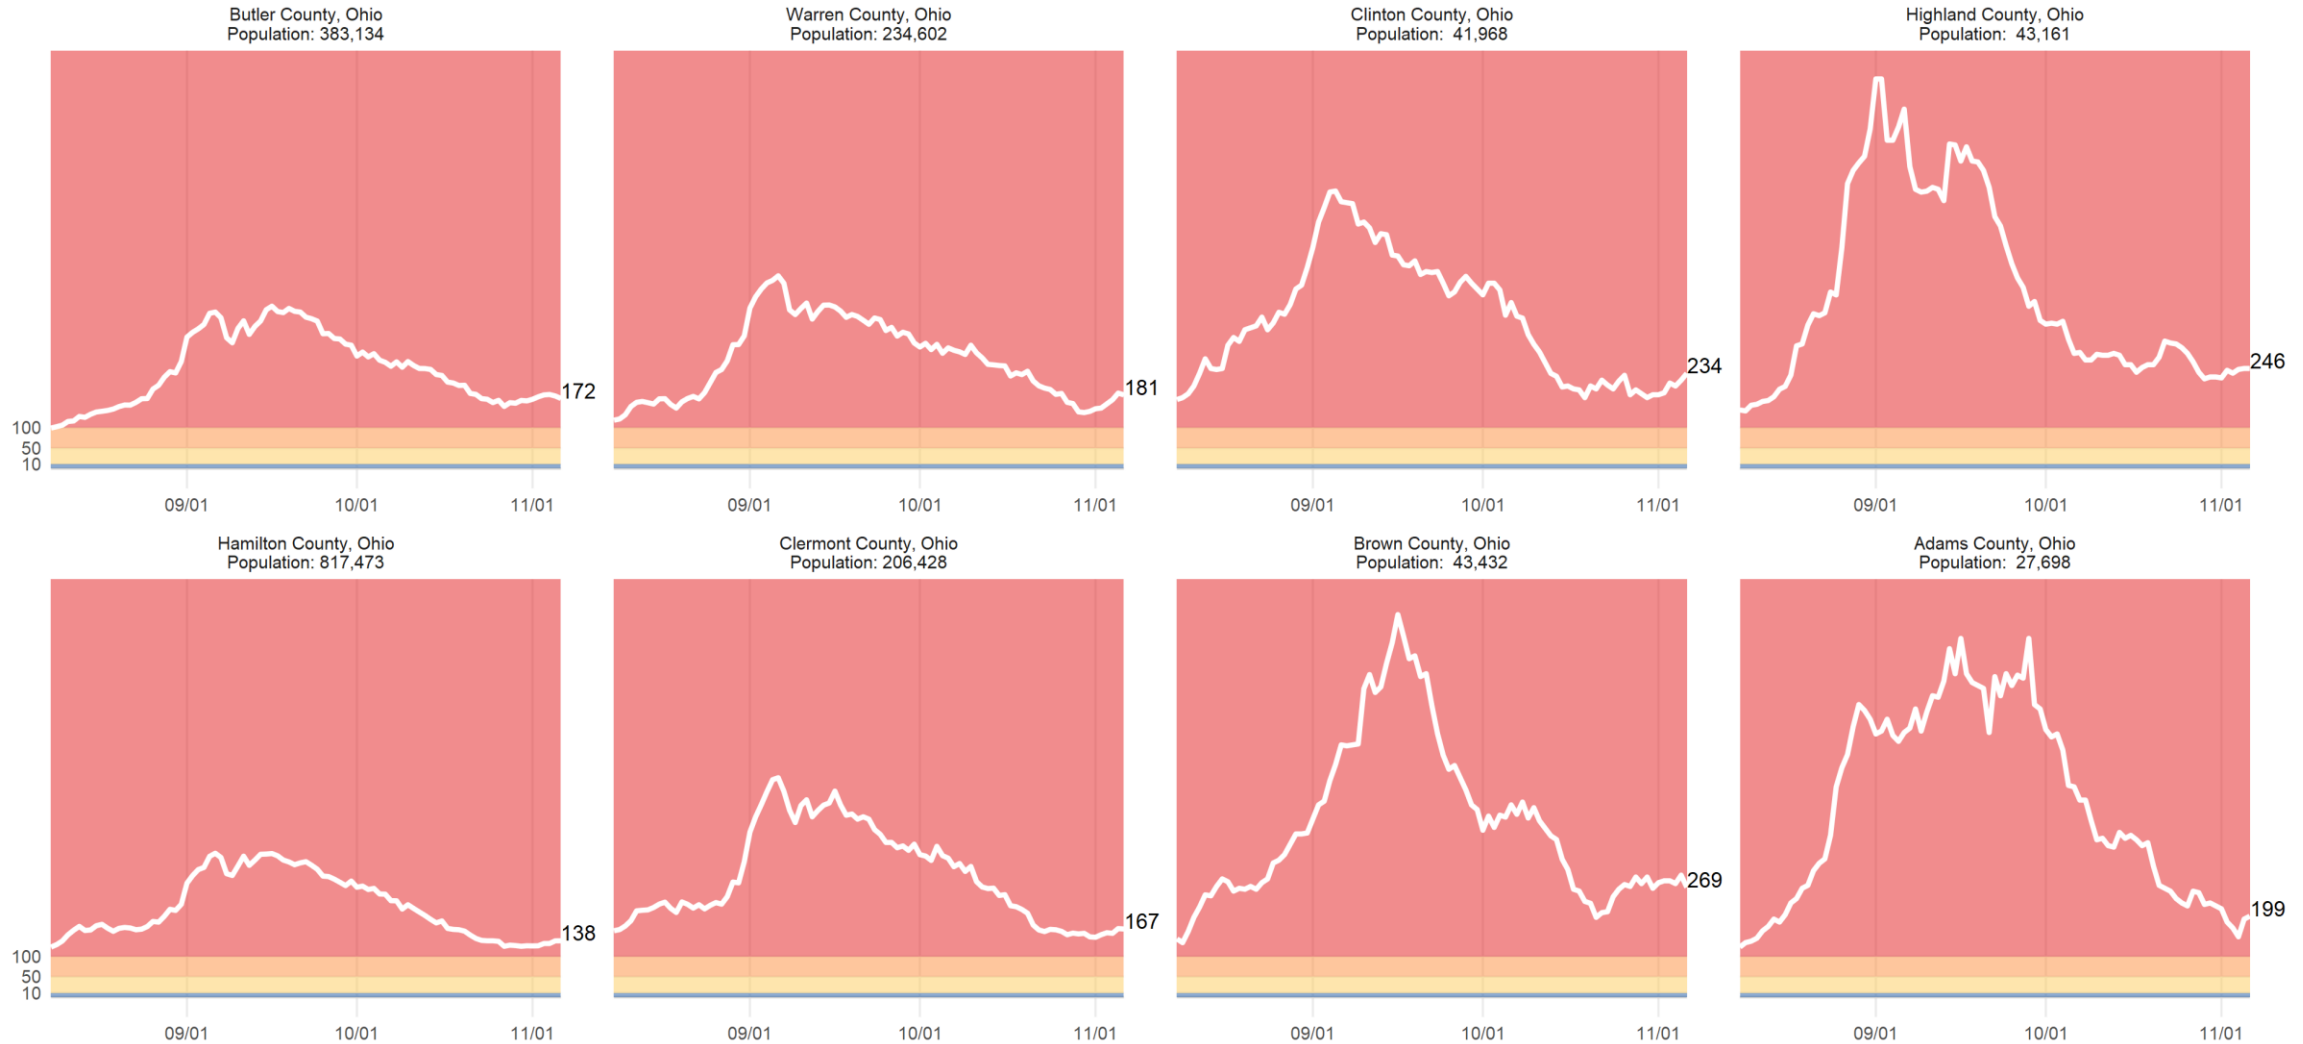 Butler County, Ohio
Population: 383,134
Warren County, Ohio
Population: 234,602
Clinton County, Ohio
Population: 41,968
Highland County, Ohio
Population: 43,161
172
181
234
246
100
50
10
09/01 10/01 11/01
09/01 10/01 11/01
09/01 10/01 11/01
09/01 10/01 11/01
Hamilton County, Ohio
Population: 817,473
Clermont County, Ohio
Population: 206,428
Brown County, Ohio
Population: 43,432
Adams County, Ohio
Population: 27,698
138
167
269
199
100
50
10
09/01 10/01 11/01
09/01 10/01 11/01
09/01 10/01 11/01
09/01 10/01 11/01